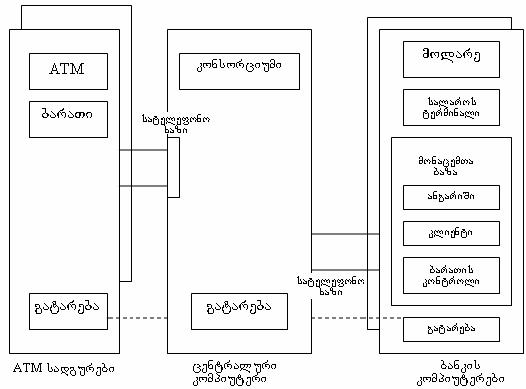 ATM
ბარათი
გატარება
ATM სადგურები
კონსორციუმი
სატელეფონო
ხაზი
გატარება
ცენტრალური
კომპიუტერი
სატელეფონო
ხაზი
მოლარე
სალაროს
ტერმინალი
მონაცემთა
ბაზა
ანგარიში
კლიენტი
ბარათის
კონტროლი
გატარება
ბანკის
კომპიუტერები